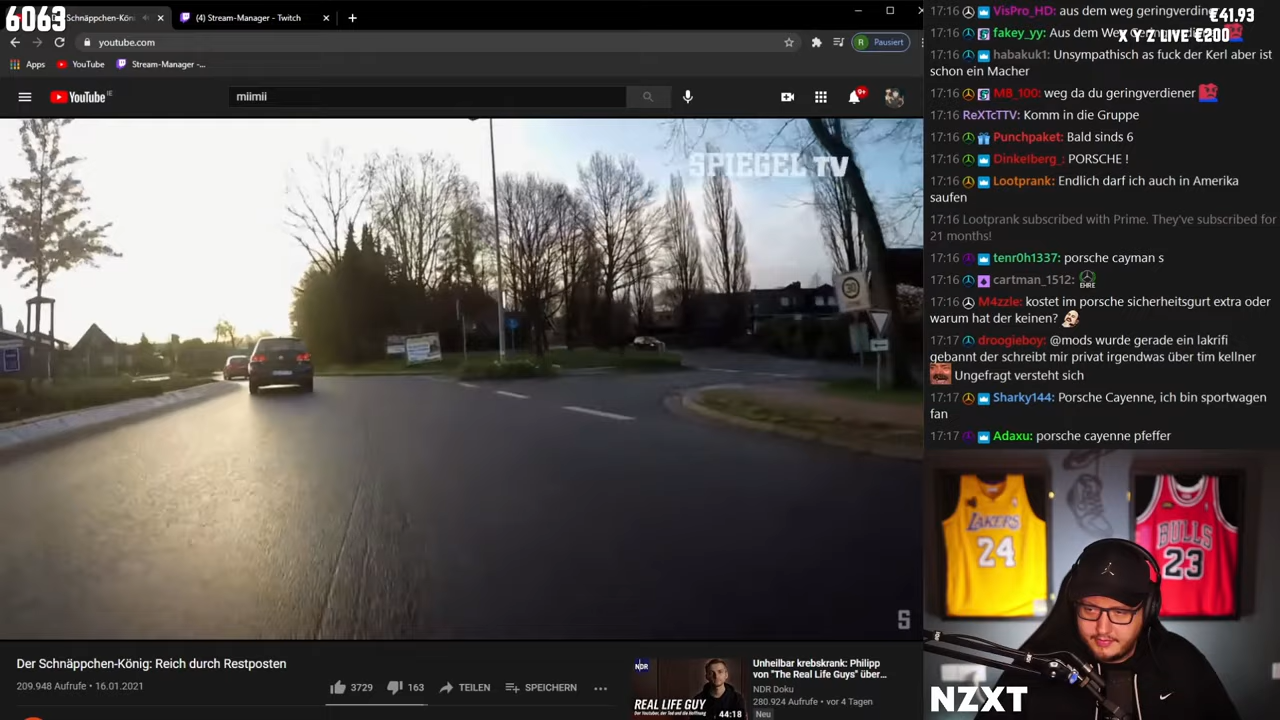 6063
Der Schnäppchen-Kön
(4) Stream-Manager - Twitch
youtube.com
R Pausiert
Apps
YouTube
Stream-Manager -...
YouTube IE
miimii
9+
SPIEGEL TV
30
S
Der Schnäppchen-König: Reich durch Restposten
209.948 Aufrufe • 16.01.2021
3729
163
TEILEN
SPEICHERN
NDR
REAL LIFE GUY
44:18
Unheilbar krebskrank: Philipp
von "The Real Life Guys" über...
NDR Doku
280.924 Aufrufe • vor 4 Tagen
Neu
VisPro_HD: aus dem weg geringverdin
€41.93
fakey_yy: Aus dem We
X Y Z LIVE €200
habakuk1: Unsympathisch as fuck der Kerl aber ist
schon ein Macher
17:16 MB_100: weg da du geringverdiener
17:16 ReXTcTTV: Komm in die Gruppe
17:16 Punchpaket: Bald sinds 6
17:16 Dinkelberg_: PORSCHE !
17:16 Lootprank: Endlich darf ich auch in Amerika
saufen
17:16 Lootprank subscribed with Prime. They've subscribed for
21 months!
17:16 tenr0h1337: porsche cayman s
17:16 cartman_1512: EHRE
17:16 M4zzle: kostet im porsche sicherheitsgurt extra oder
warum hat der keinen?
17:17 droogieboy: @mods wurde gerade ein lakrifi
gebannt der schreibt mir privat irgendwas über tim kellner
Ungefragt versteht sich
17:17 Sharky144: Porsche Cayenne, ich bin sportwagen
fan
17:17 Adaxu: porsche cayenne pfeffer
LAKERS
24
BULLS
23
NZXT